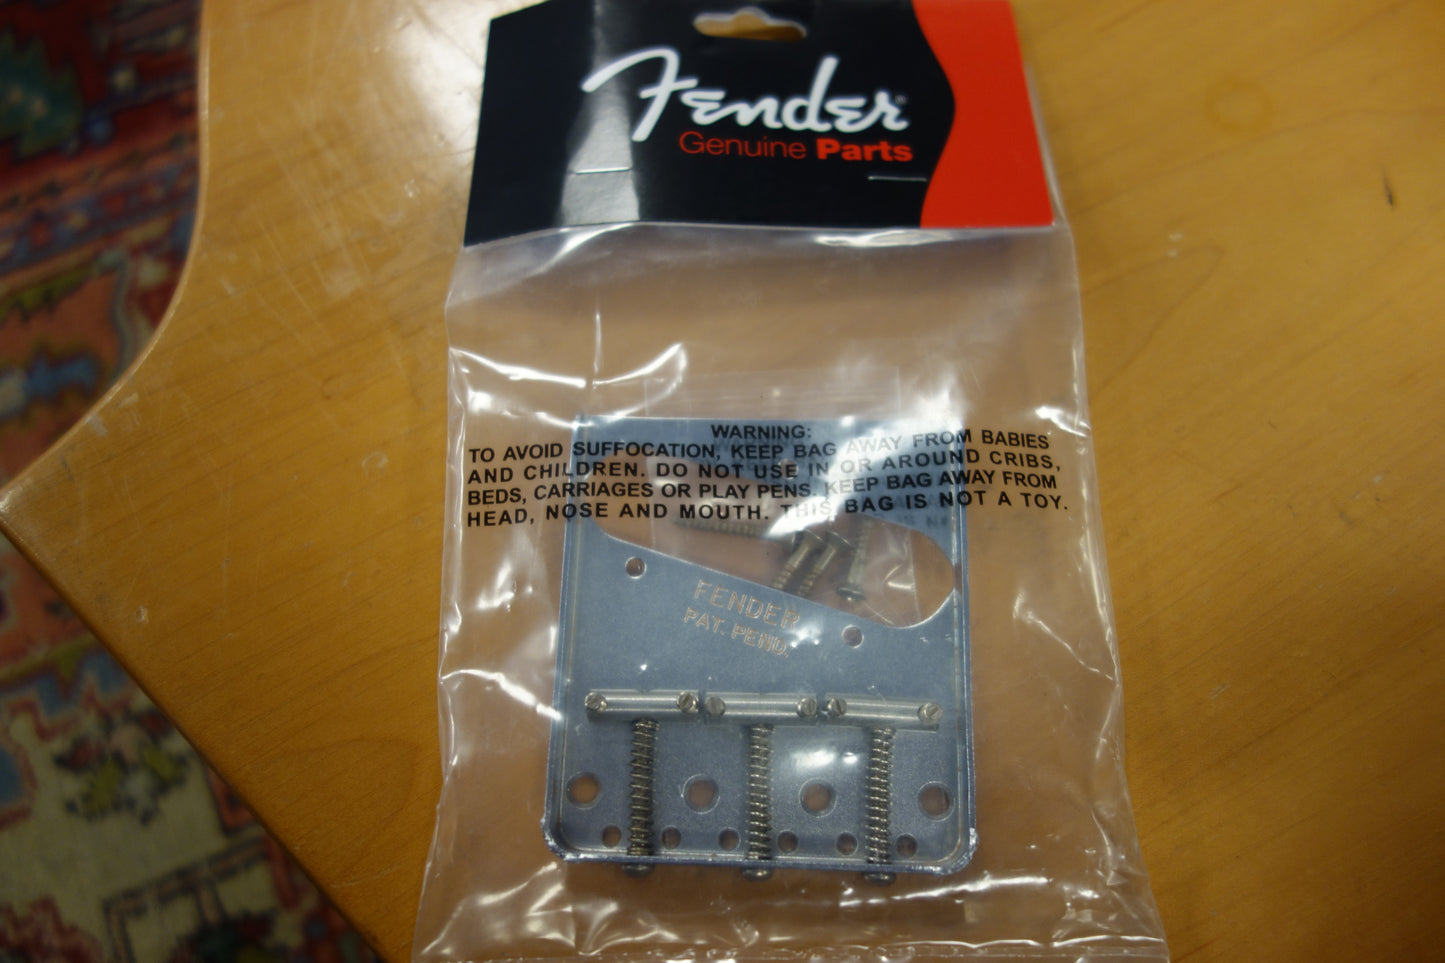 Fender
Genuine Parts
WARNING:
TO AVOID SUFFOCATION, KEEP BAG AWAY FROM BABIES
AND CHILDREN. DO NOT USE IN OR AROUND CRIBS,
BEDS, CARRIAGES OR PLAY PENS. KEEP BAG AWAY FROM
HEAD, NOSE AND MOUTH. THIS BAG IS NOT A TOY.
FENDER
PAT. PEND.